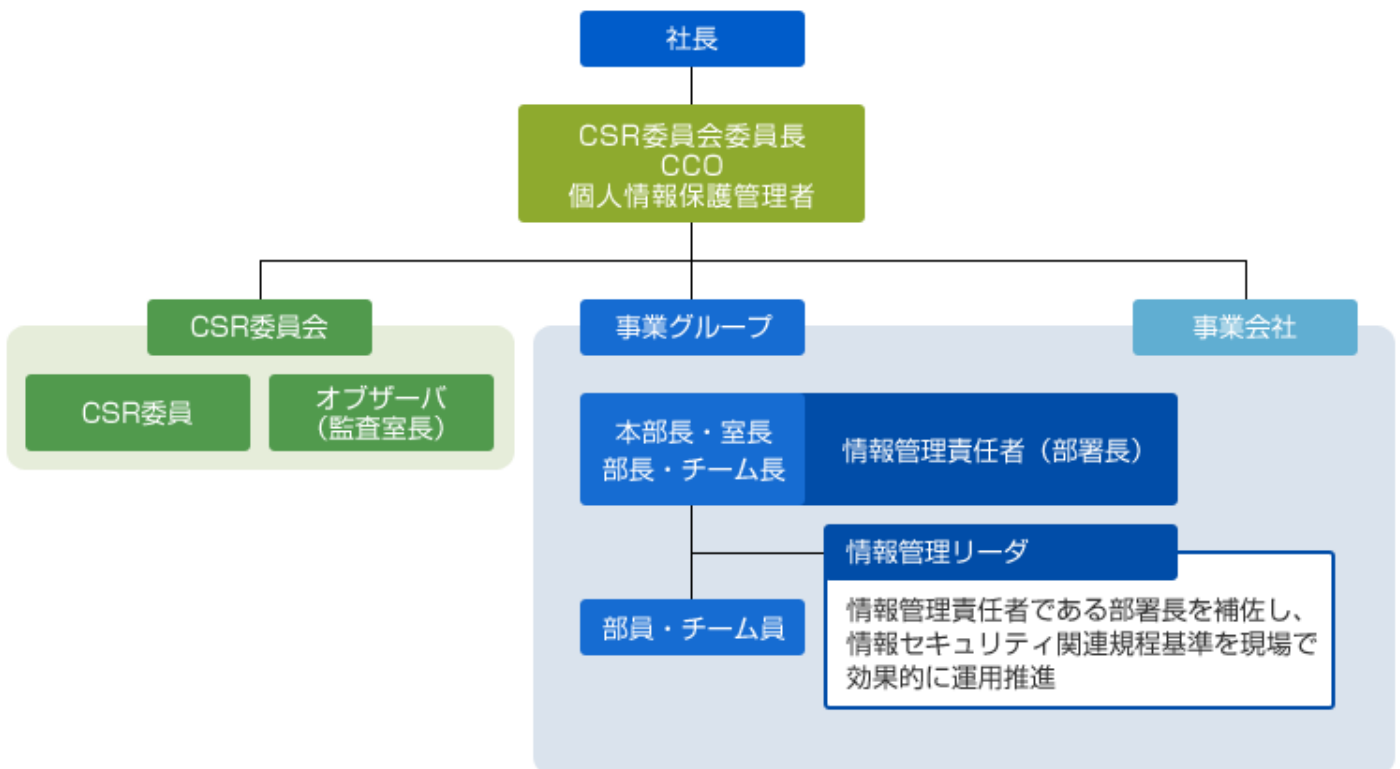 社長
CSR委員会委員長
CCO
個人情報保護管理者
CSR委員会
事業グループ
事業会社
CSR委員
オブザーバ
（監査室長）
本部長・室長
部長・チーム長
情報管理責任者（部署長）
情報管理リーダ
情報管理責任者である部署長を補佐し、
情報セキュリティ関連規程基準を現場で
効果的に運用推進
部員・チーム員